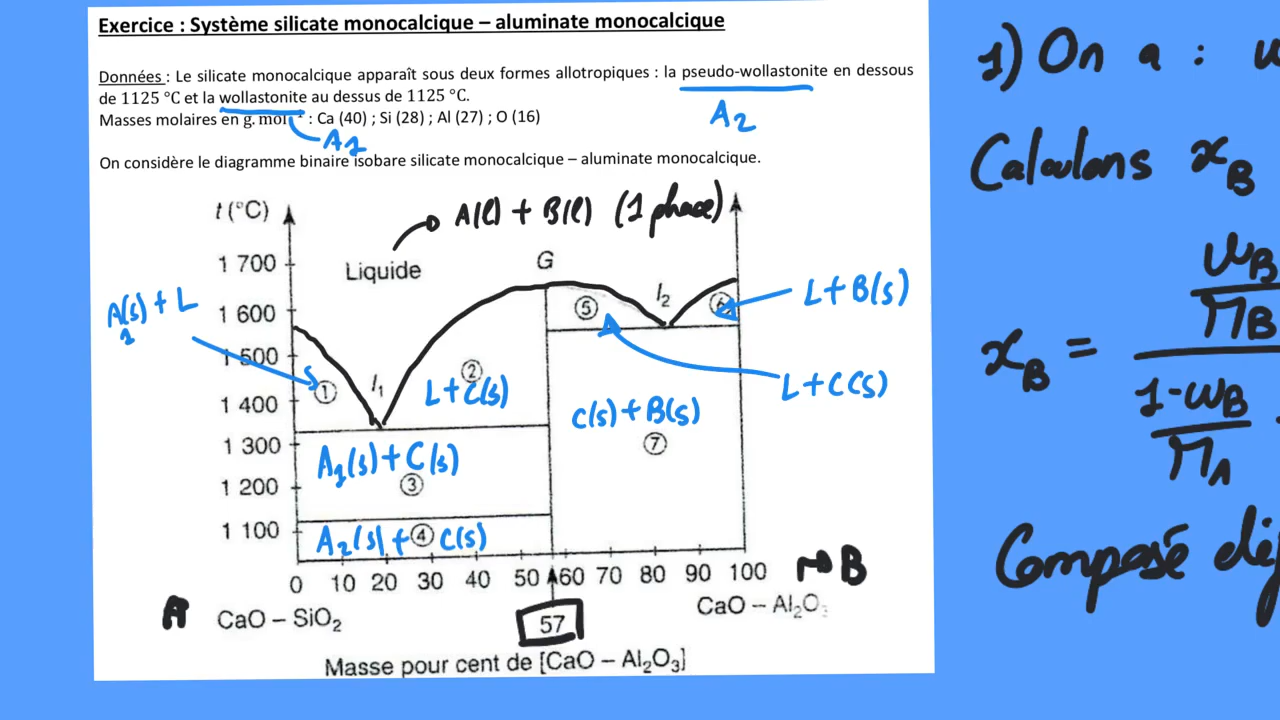 Exercice : Système silicate monocalcique – aluminate monocalcique
Données : Le silicate monocalcique apparaît sous deux formes allotropiques : la pseudo-wollastonite en dessous
de 1125 °C et la wollastonite au dessus de 1125 °C.
Masses molaires en g. mol : Ca (40) ; Si (28) ; Al (27) ; O (16)
A2
A1
On considère le diagramme binaire isobare silicate monocalcique – aluminate monocalcique.
t (°C)
A(l) + B(l) (1 phase)
Liquide
G
1 700
1 600
1 500
1 400
1 300
1 200
1 100
A1(s) + L
I1
I2
①
②
L+C(s)
⑤
⑥
L+B(s)
L+C(s)
C(s) + B(s)
⑦
A1(s) + C(s)
③
A2(s) + ④ C(s)
0 10 20 30 40 50 60 70 80 90 100
B
A
CaO – SiO2
57
CaO – Al2O3
Masse pour cent de [CaO – Al2O3]
1) On a :
Calculons xB
xB = wB/MB
1-wB/MA
Composé